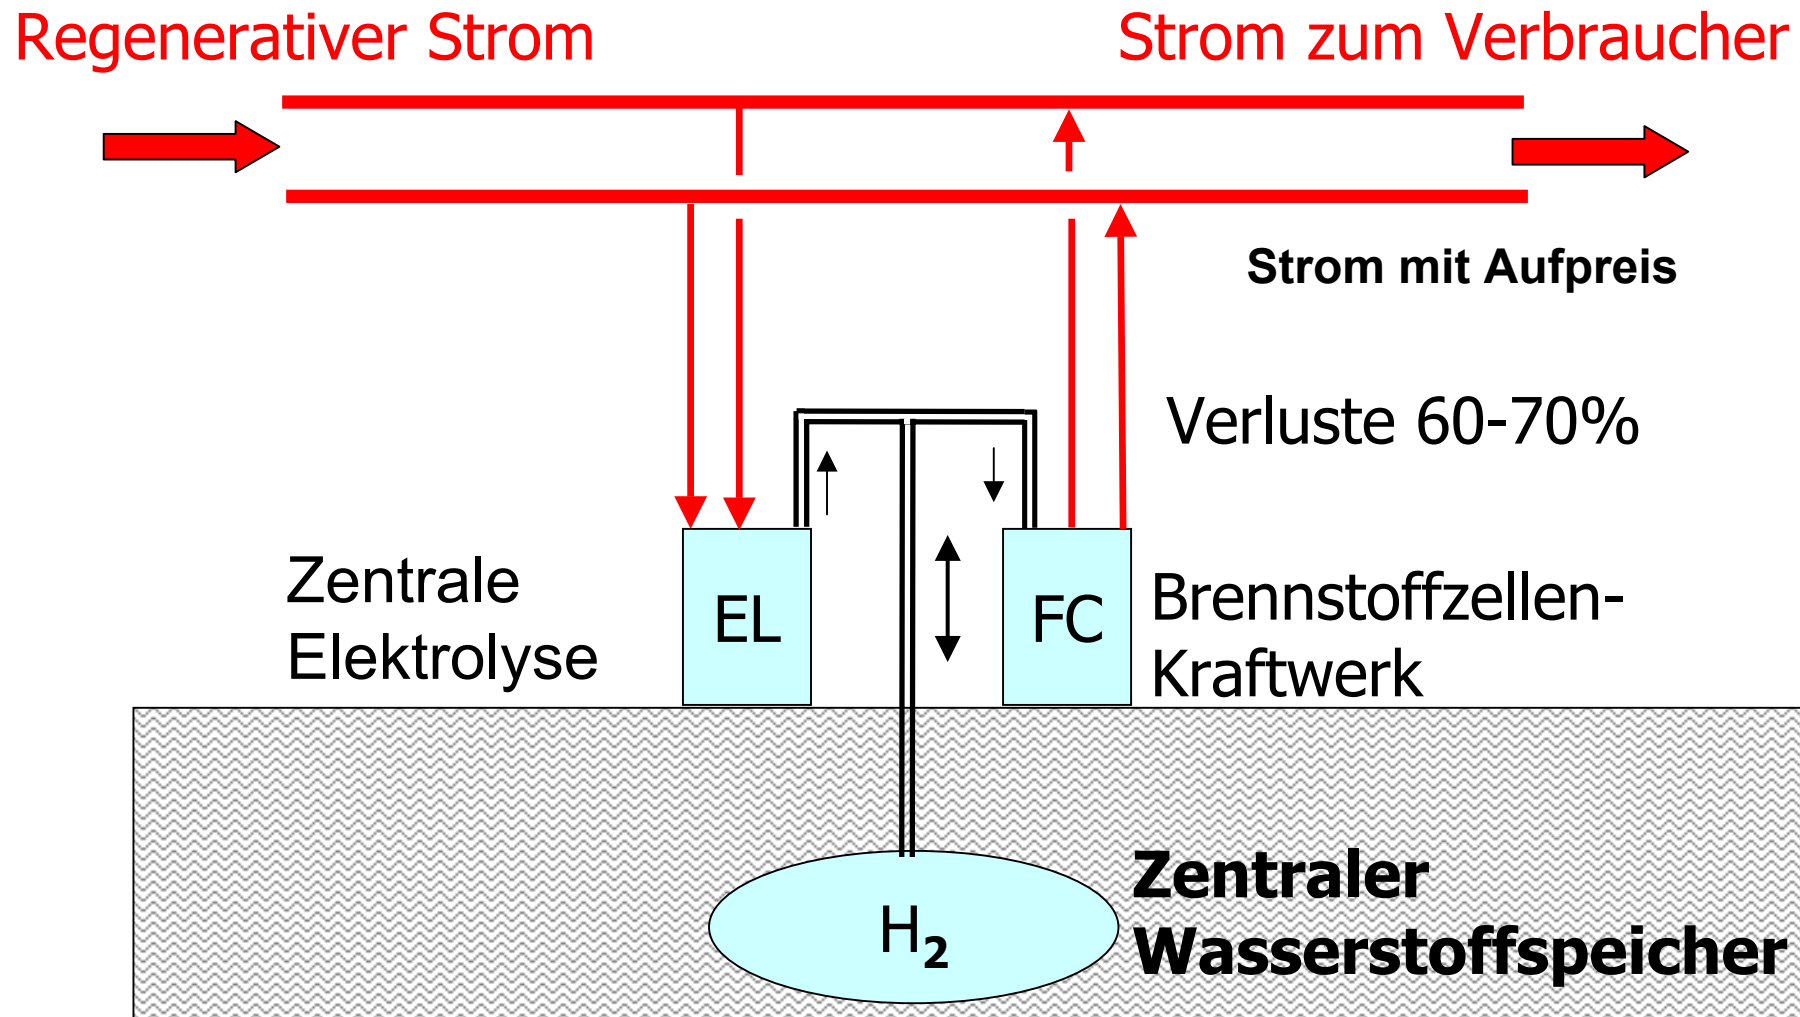 Regenerativer Strom
Strom zum Verbraucher
Strom mit Aufpreis
Verluste 60-70%
Zentrale
Elektrolyse
EL
FC
Brennstoffzellen-
Kraftwerk
H₂
Zentraler
Wasserstoffspeicher